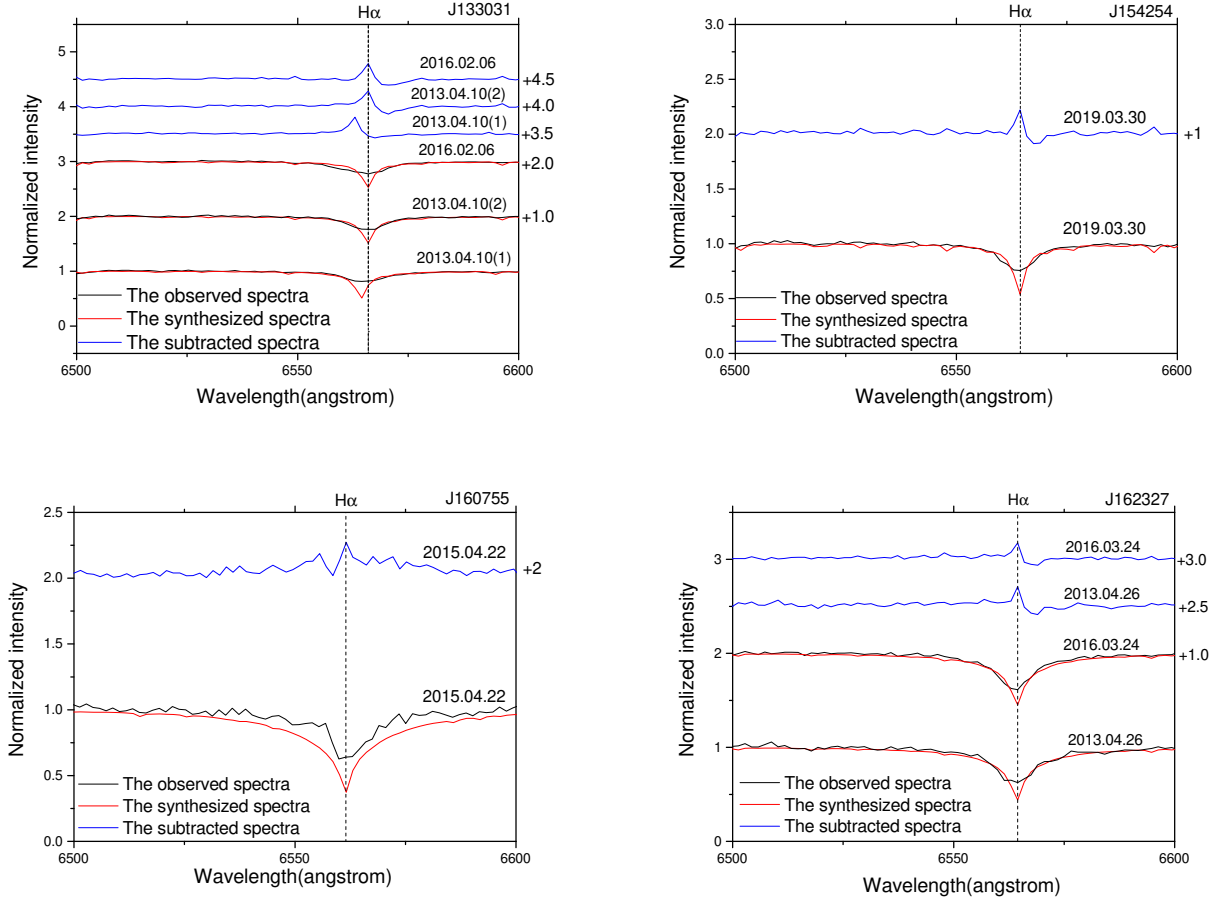 Hα J133031
5
4
3
2
1
0
2016.02.06
+4.5
2013.04.10(2)
+4.0
2013.04.10(1)
+3.5
2016.02.06
+2.0
2013.04.10(2)
+1.0
2013.04.10(1)
The observed spectra
The synthesized spectra
The subtracted spectra
Normalized intensity
6500 6550 6600
Wavelength(angstrom)
Hα J154254
3.0
2.5
2.0
1.5
1.0
0.5
0.0
2019.03.30
+1
2019.03.30
The observed spectra
The synthesized spectra
The subtracted spectra
Normalized intensity
6500 6550 6600
Wavelength(angstrom)
Hα J160755
2.5
2.0
1.5
1.0
0.5
0.0
2015.04.22
+2
2015.04.22
The observed spectra
The synthesized spectra
The subtracted spectra
Normalized intensity
6500 6550 6600
Wavelength(angstrom)
Hα J162327
3
2
1
0
2016.03.24
+3.0
2013.04.26
+2.5
2016.03.24
+1.0
2013.04.26
The observed spectra
The synthesized spectra
The subtracted spectra
Normalized intensity
6500 6550 6600
Wavelength(angstrom)